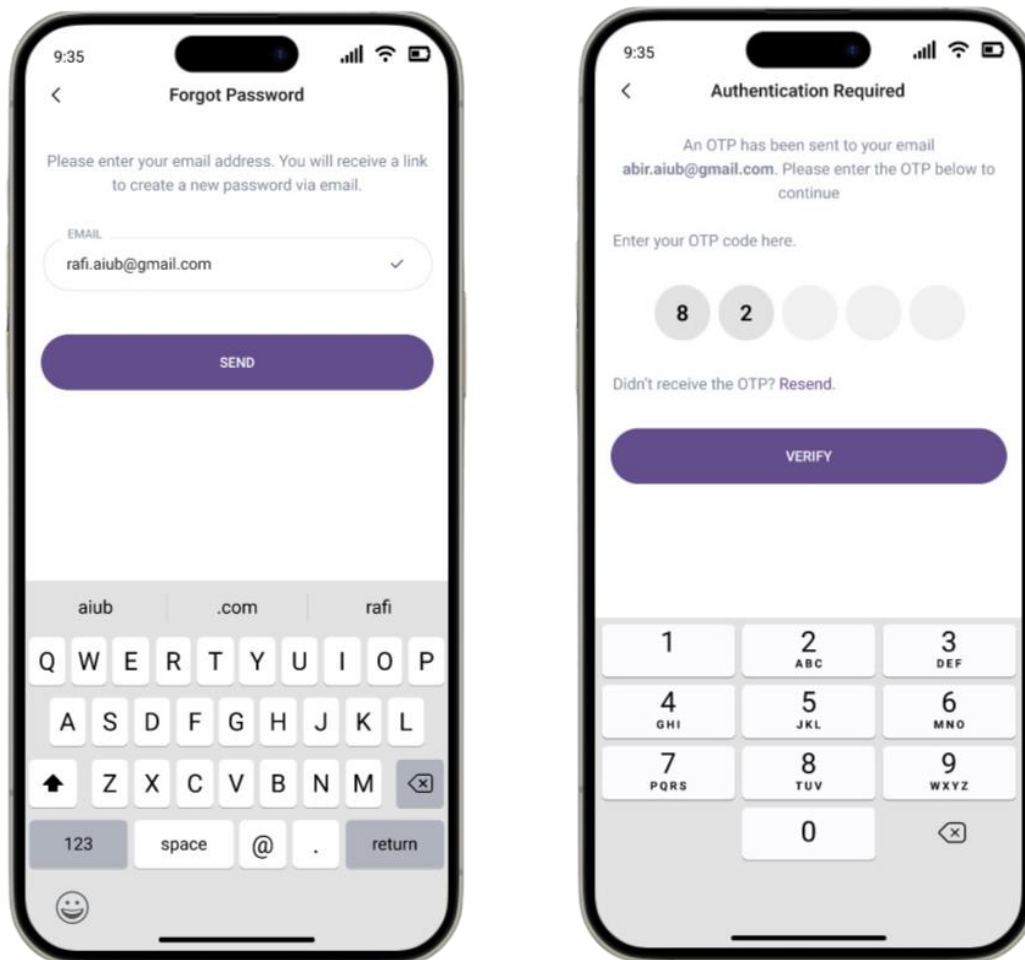 9:35
Forgot Password
Please enter your email address. You will receive a link
to create a new password via email.
EMAIL
rafi.aiub@gmail.com
SEND
aiub .com rafi
Q W E R T Y U I O P
A S D F G H J K L
Z X C V B N M
123 space @ . return
9:35
Authentication Required
An OTP has been sent to your email
abir.aiub@gmail.com. Please enter the OTP below to
continue
Enter your OTP code here.
8 2
Didn't receive the OTP? Resend.
VERIFY
1 2 3
ABC DEF
4 5 6
GHI JKL MNO
7 8 9
PQRS TUV WXYZ
0